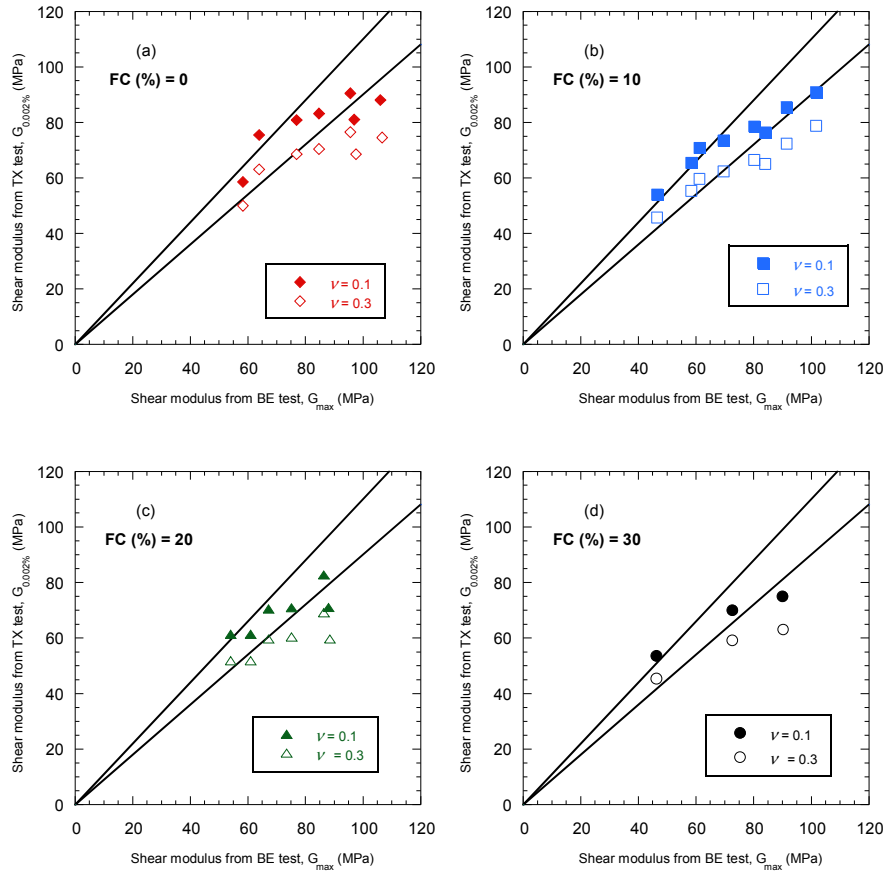 (a)
FC (%) = 0
Shear modulus from TX test, G0.002% (MPa)
120
100
80
60
40
20
0
ν = 0.1
ν = 0.3
0 20 40 60 80 100 120
Shear modulus from BE test, Gmax (MPa)
(b)
FC (%) = 10
Shear modulus from TX test, G0.002% (MPa)
120
100
80
60
40
20
0
ν = 0.1
ν = 0.3
0 20 40 60 80 100 120
Shear modulus from BE test, Gmax (MPa)
(c)
FC (%) = 20
Shear modulus from TX test, G0.002% (MPa)
120
100
80
60
40
20
0
ν = 0.1
ν = 0.3
0 20 40 60 80 100 120
Shear modulus from BE test, Gmax (MPa)
(d)
FC (%) = 30
Shear modulus from TX test, G0.002% (MPa)
120
100
80
60
40
20
0
ν = 0.1
ν = 0.3
0 20 40 60 80 100 120
Shear modulus from BE test, Gmax (MPa)